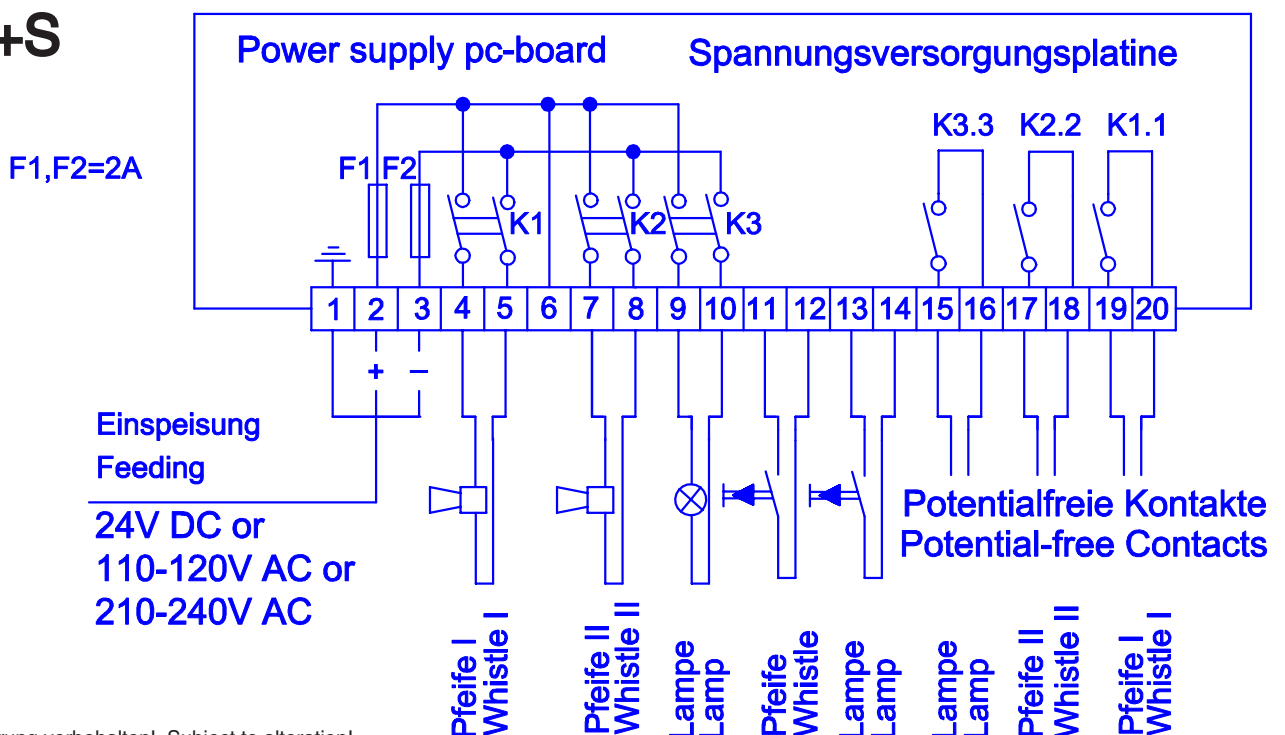 +S
Power supply pc-board
Spannungsversorgungsplatine
K3.3 K2.2 K1.1
F1,F2=2A
F1 F2
K1 K2 K3
1 2 3 4 5 6 7 8 9 10 11 12 13 14 15 16 17 18 19 20
+ –
Einspeisung
Feeding
24V DC or
110-120V AC or
210-240V AC
Potentialfreie Kontakte
Potential-free Contacts
Pfeife I
Whistle I
Pfeife II
Whistle II
Lampe
Lamp
Pfeife
Whistle
Lampe
Lamp
Lampe
Lamp
Pfeife II
Whistle II
Pfeife I
Whistle I
vorbehalten! Subject to alteration!